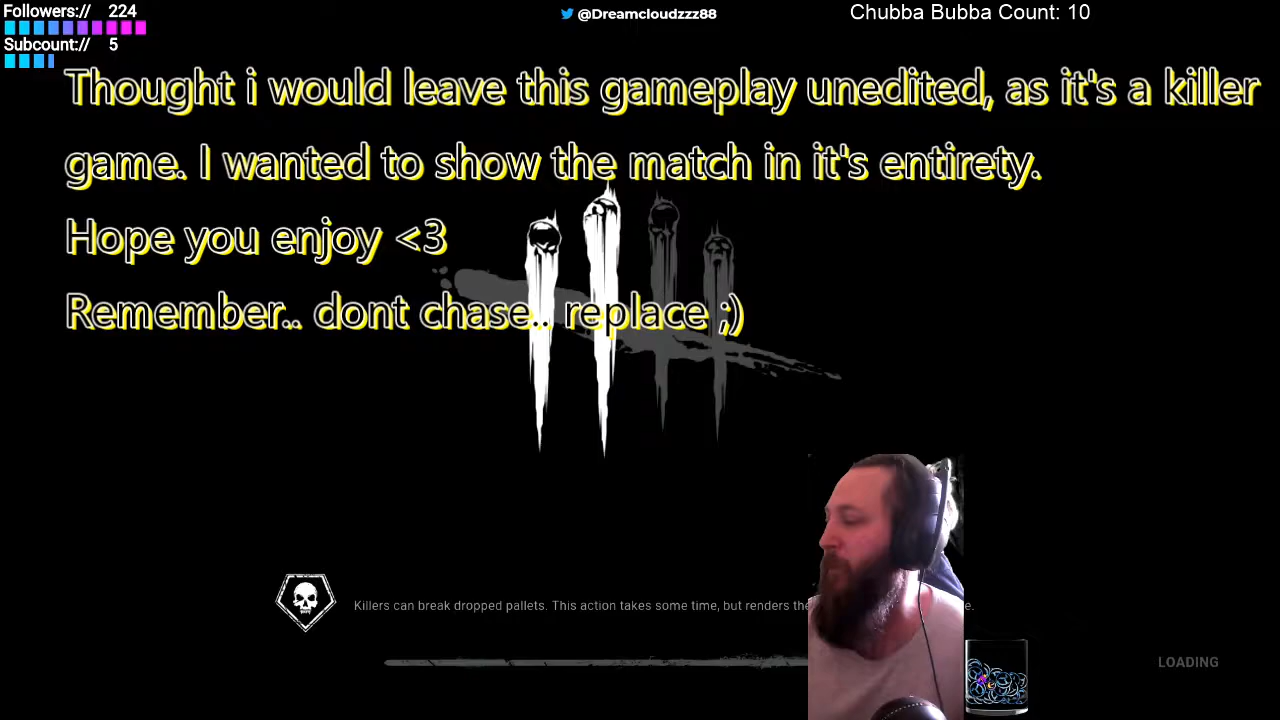 Followers:// 224
@Dreamcloudzzz88
Chubba Bubba Count: 10
Subcount:// 5
Thought i would leave this gameplay unedited, as it's a killer
game. I wanted to show the match in it's entirety.
Hope you enjoy <3
Remember.. dont chase.. replace ;)
Killers can break dropped pallets. This action takes some time, but renders the
LOADING